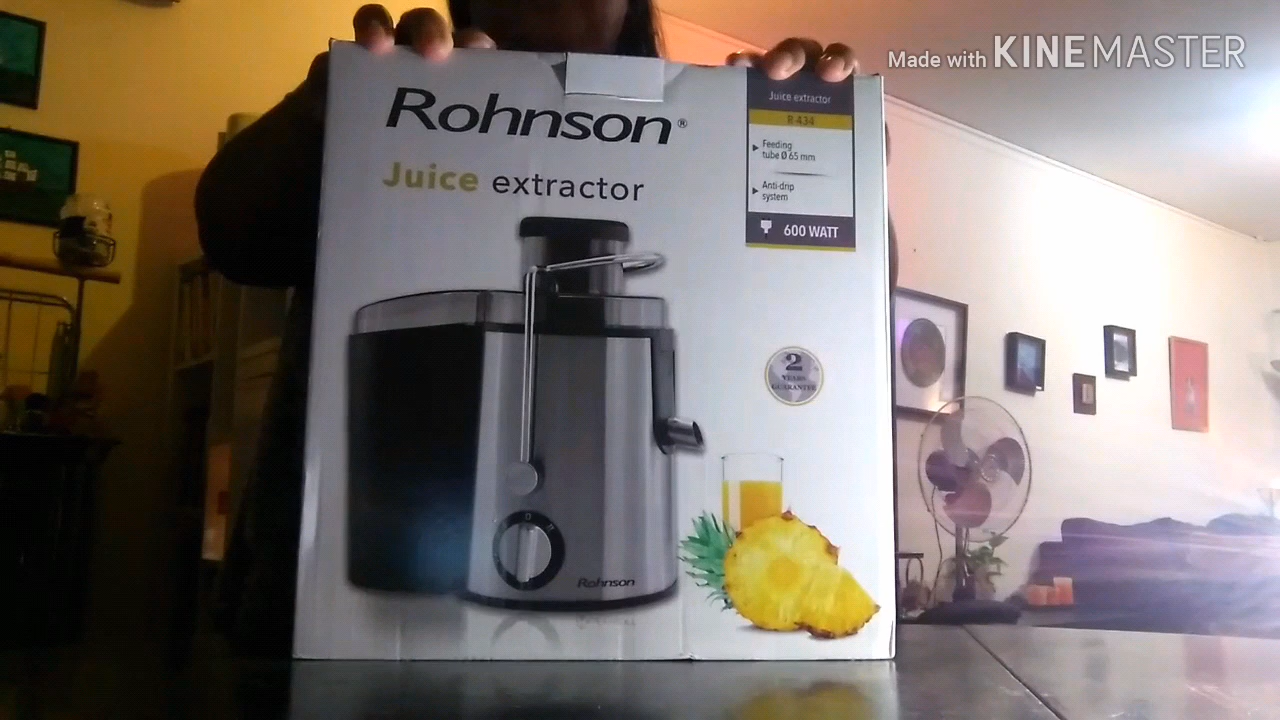 Made with KINEMASTER
Rohnson®
Juice extractor
Juice extractor
R-434
Feeding
tube Ø 65 mm
Anti-drip
system
600 WATT
2
YEARS
GUARANTEE
Rohnson